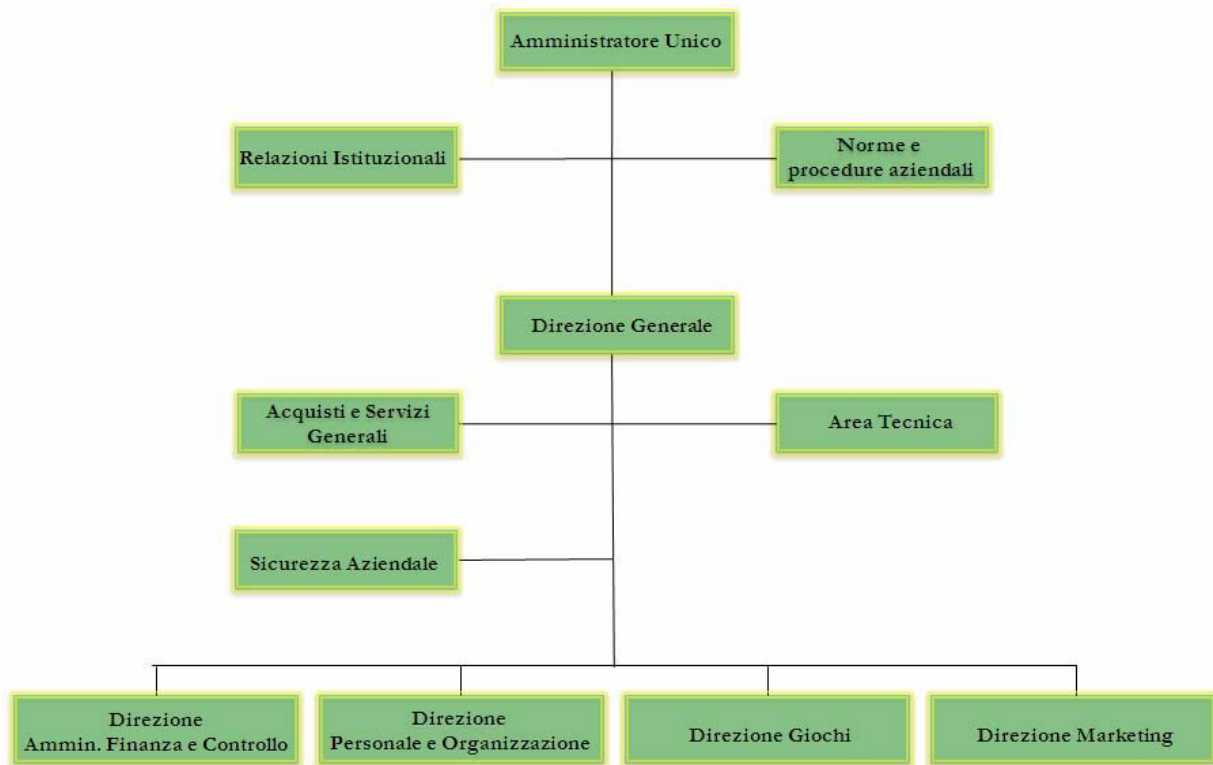 Amministratore Unico
Relazioni Istituzionali
Norme e
procedure aziendali
Direzione Generale
Acquisti e Servizi
Generali
Area Tecnica
Sicurezza Aziendale
Direzione
Ammin. Finanza e Controllo
Direzione
Personale e Organizzazione
Direzione Giochi
Direzione Marketing